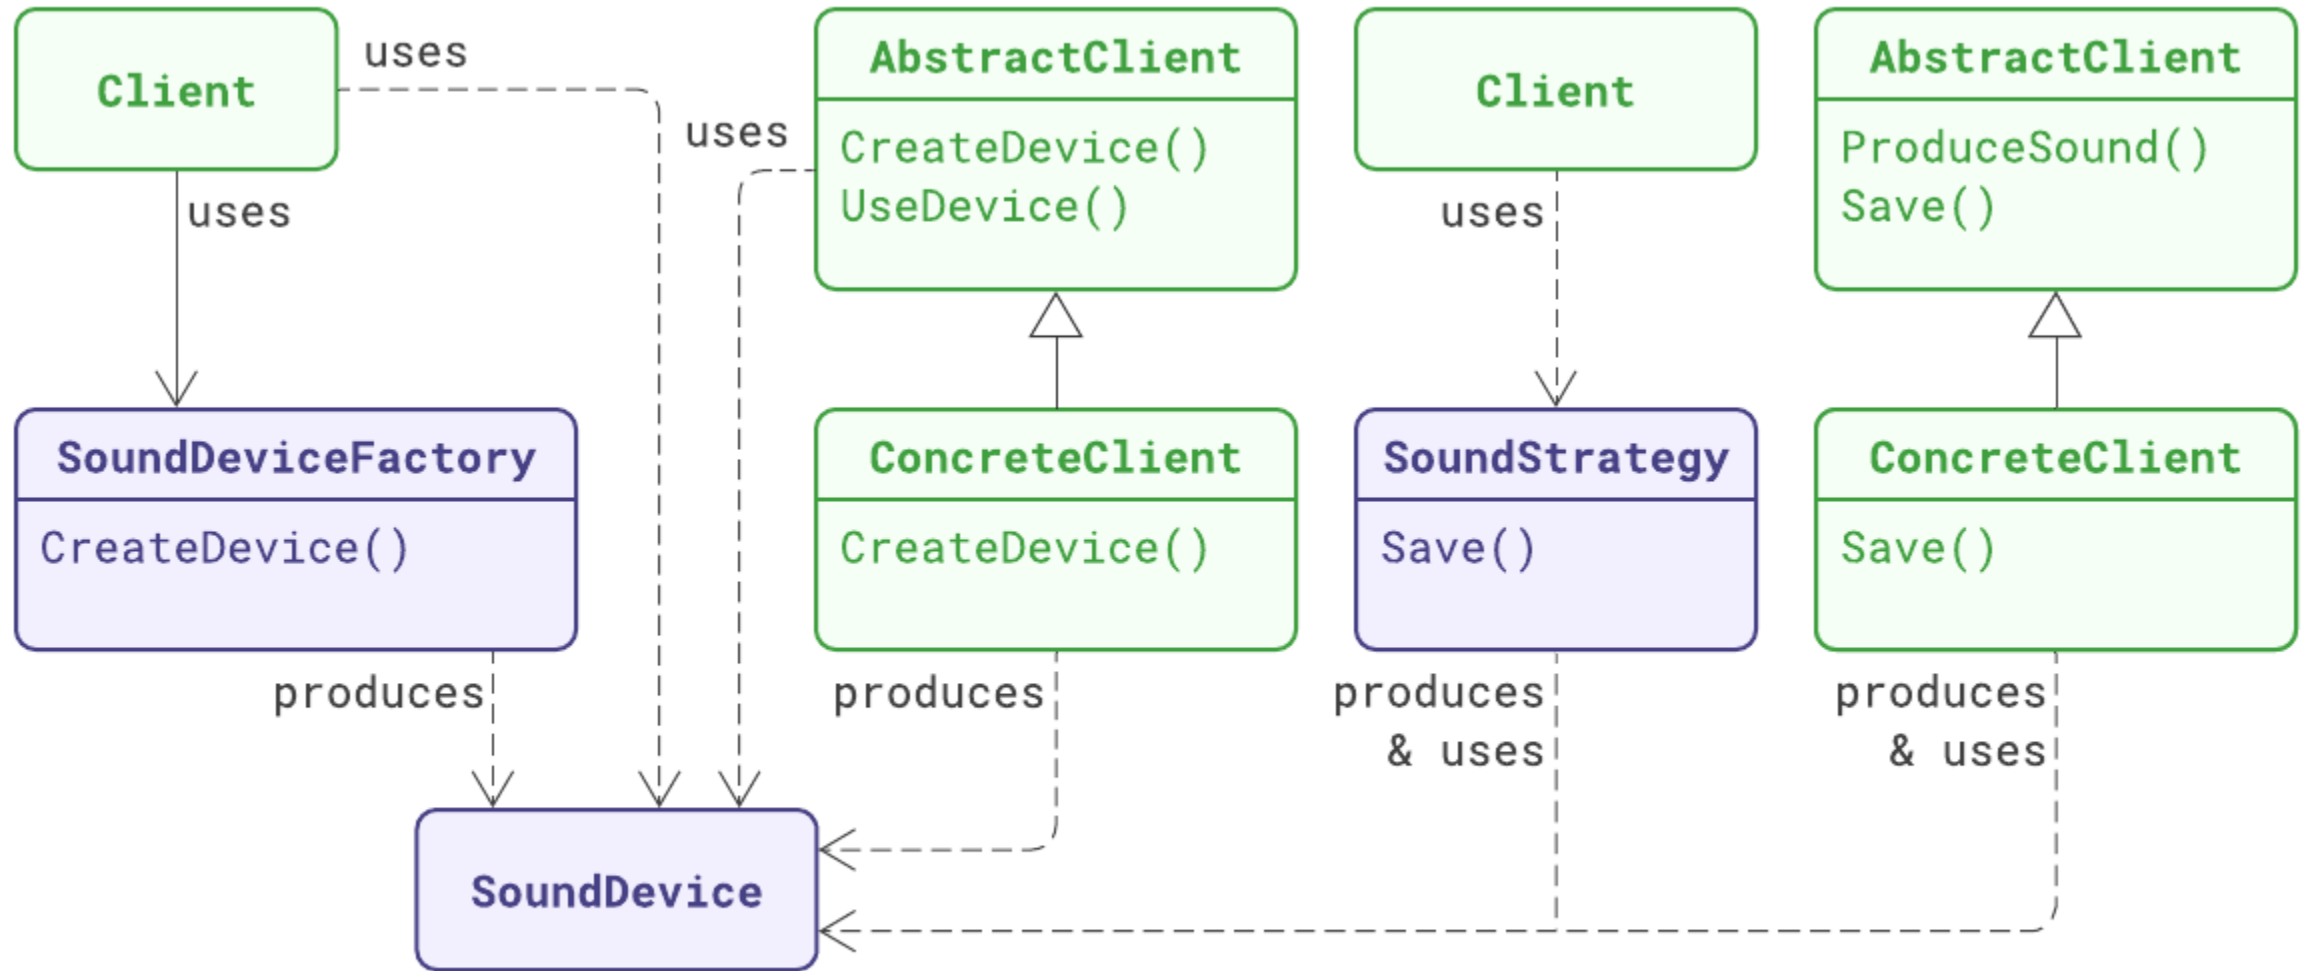 Client
uses
uses
AbstractClient
CreateDevice()
UseDevice()
uses
Client
uses
AbstractClient
ProduceSound()
Save()
SoundDeviceFactory
CreateDevice()
produces
ConcreteClient
CreateDevice()
produces
SoundStrategy
Save()
produces
& uses
ConcreteClient
Save()
produces
& uses
SoundDevice